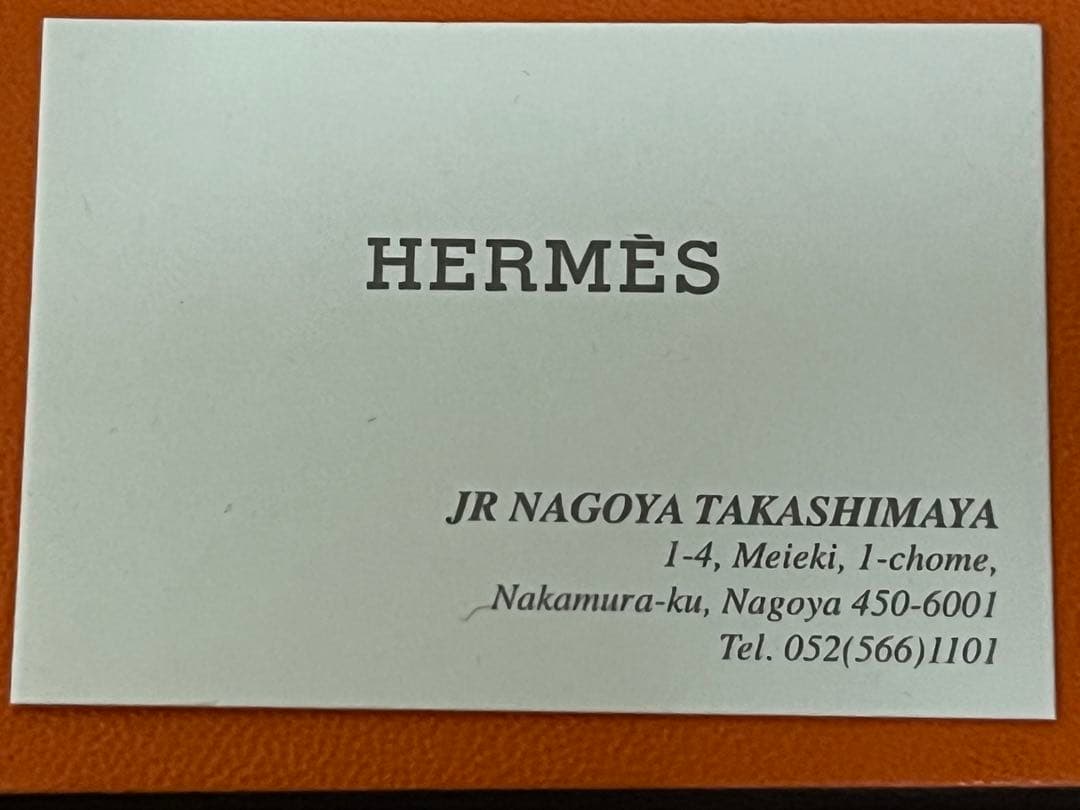 HERMÈS
JR NAGOYA TAKASHIMAYA
1-4, Meieki, 1-chome,
Nakamura-ku, Nagoya 450-6001
Tel. 052(566)1101